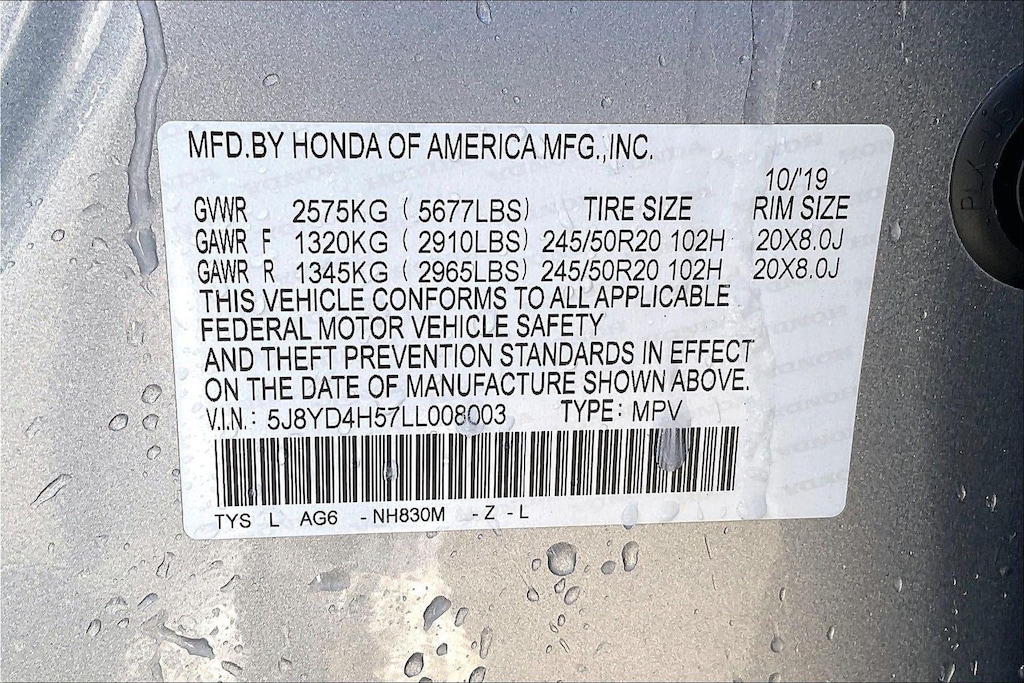 MFD.BY HONDA OF AMERICA MFG.,INC.
10/'19
GVWR 2575KG ( 5677LBS) TIRE SIZE RIM SIZE
GAWR F 1320KG ( 2910LBS) 245/50R20 102H 20X8.0J
GAWR R 1345KG ( 2965LBS) 245/50R20 102H 20X8.0J
THIS VEHICLE CONFORMS TO ALL APPLICABLE
FEDERAL MOTOR VEHICLE SAFETY
AND THEFT PREVENTION STANDARDS IN EFFECT
ON THE DATE OF MANUFACTURE SHOWN ABOVE.
V.I.N.: 5J8YD4H57LL008003 TYPE: MPV
TYS L AG6 -NH830M -Z -L